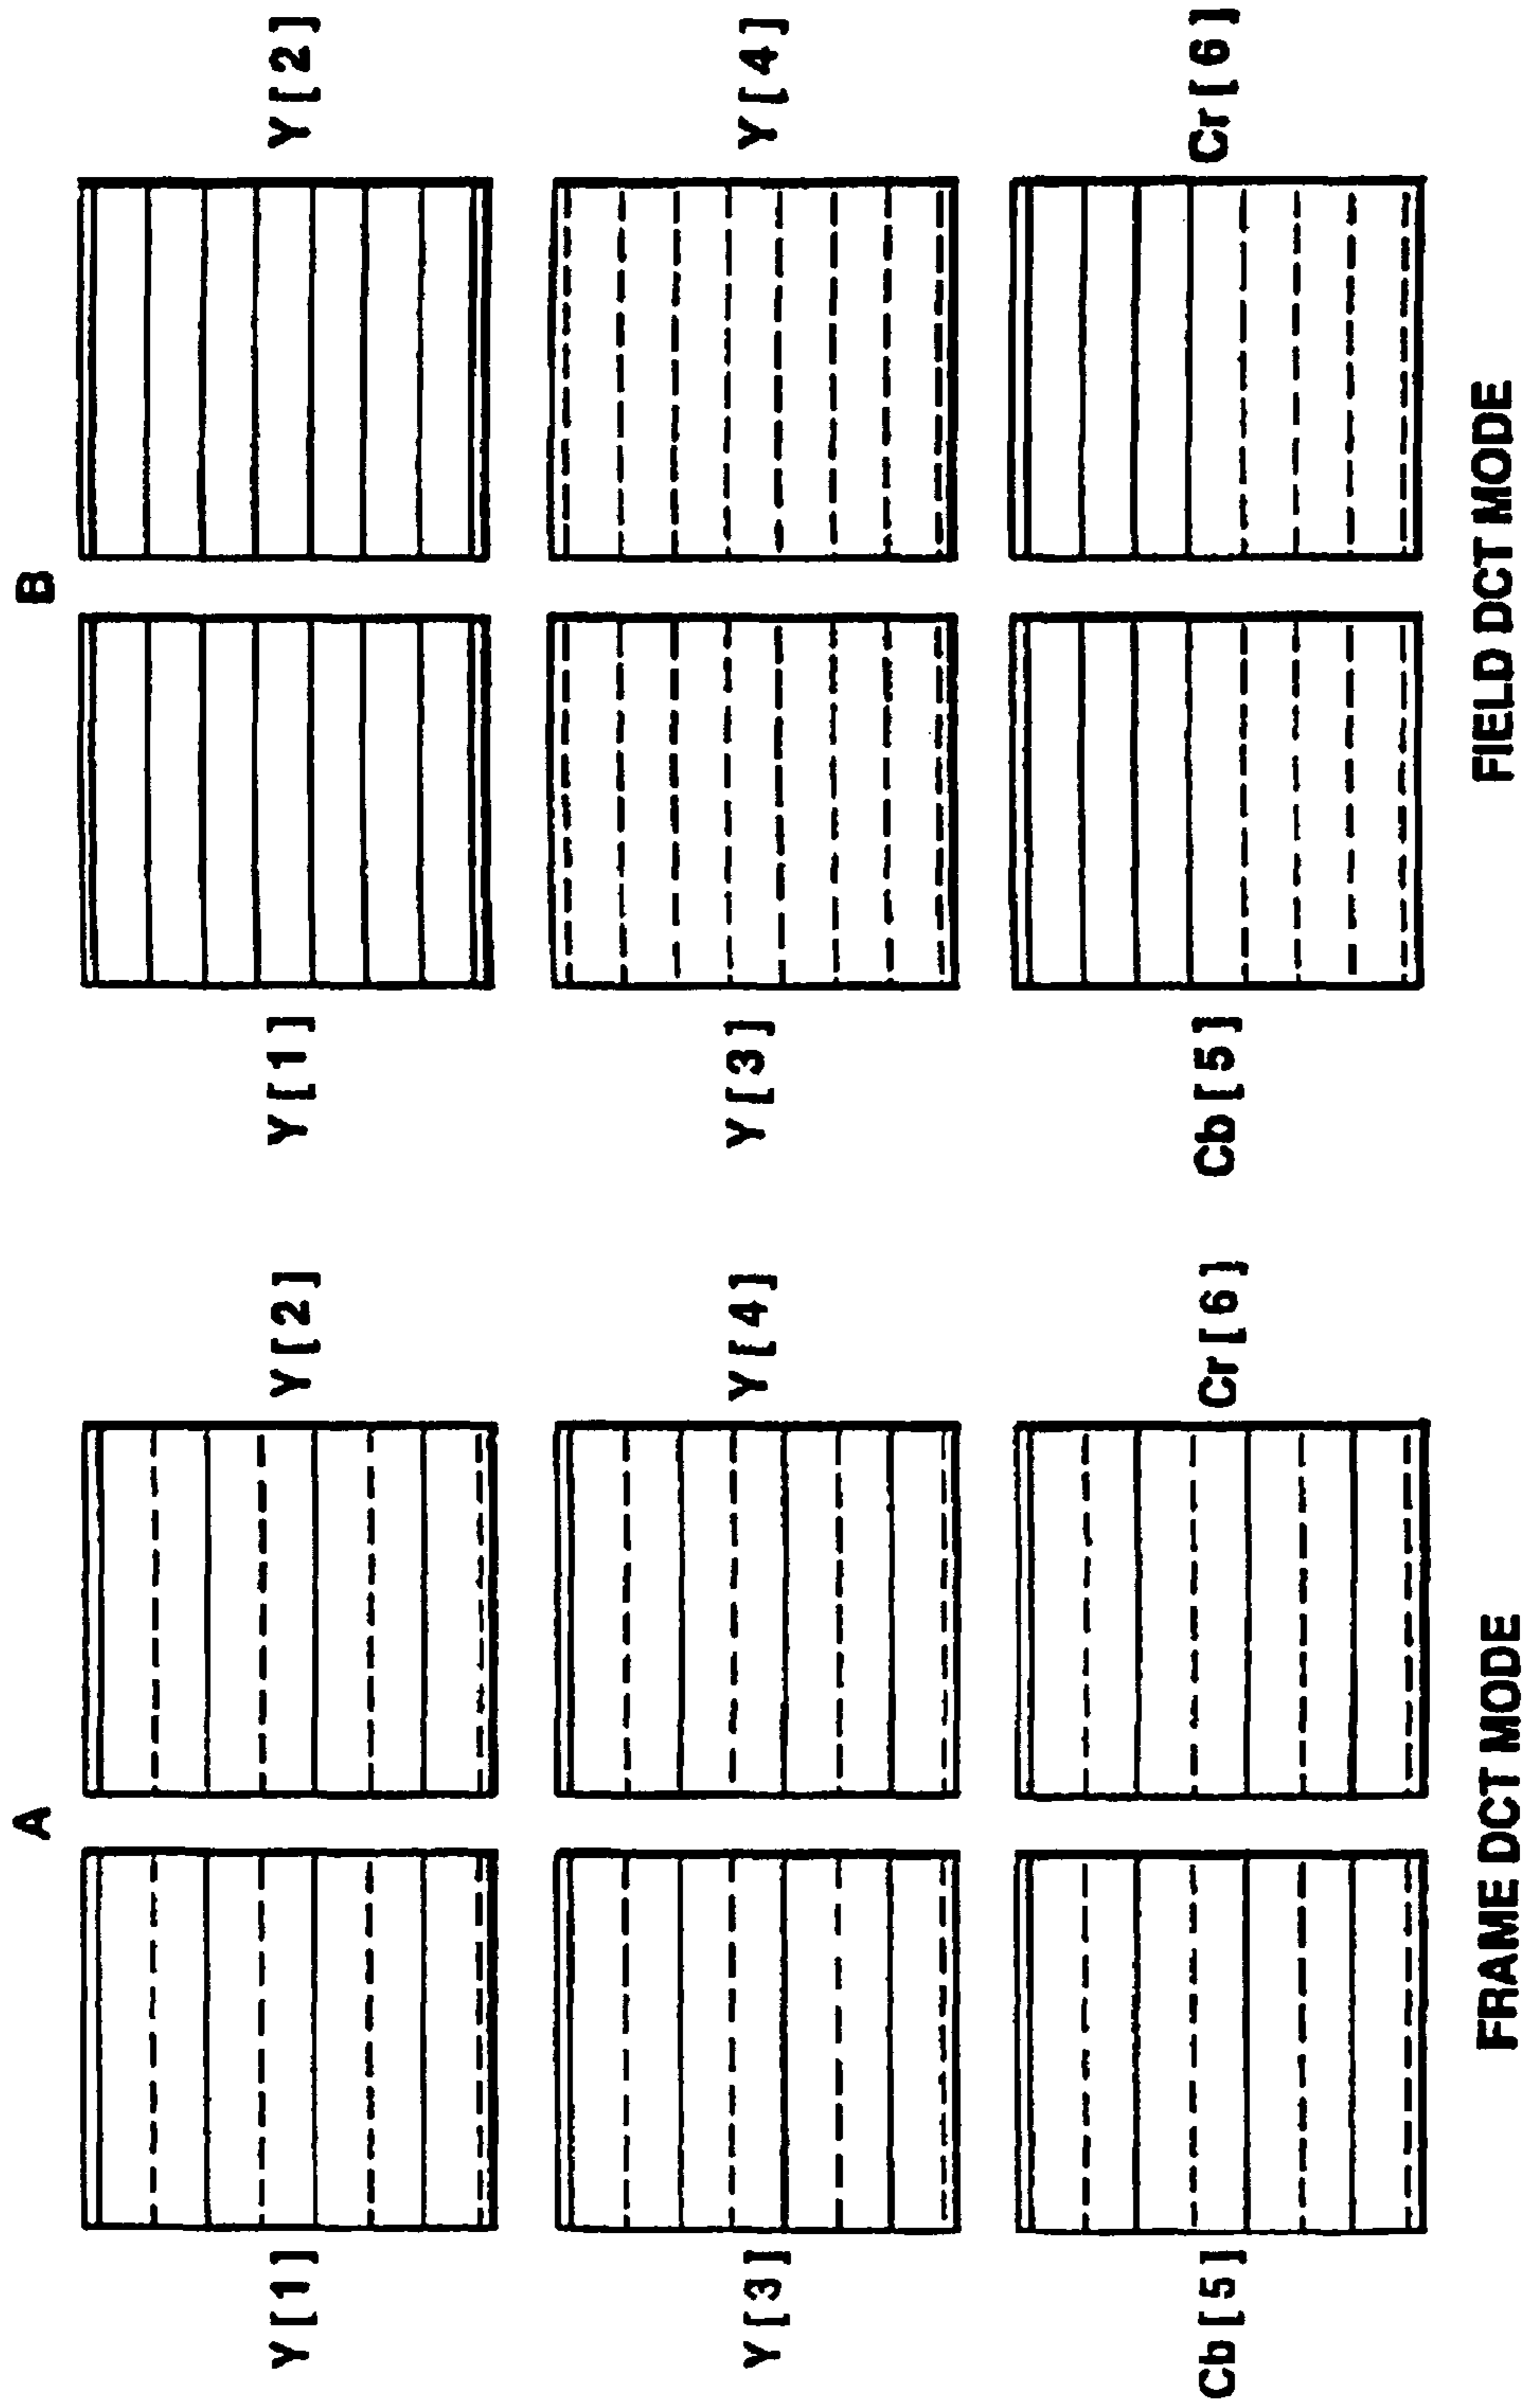 A
Y[1]
Y[2]
Y[3]
Y[4]
Cb[5]
Cr[6]
FRAME DCT MODE
B
Y[1]
Y[2]
Y[3]
Y[4]
Cb[5]
Cr[6]
FIELD DCT MODE